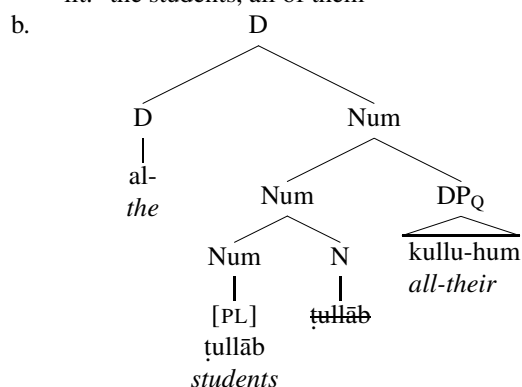 lit. "the students, all of them"
b. D
D Num
al- Num DP_Q
the
Num N kullu-hum
all-their
[PL] ṭullāb
ṭullāb
students